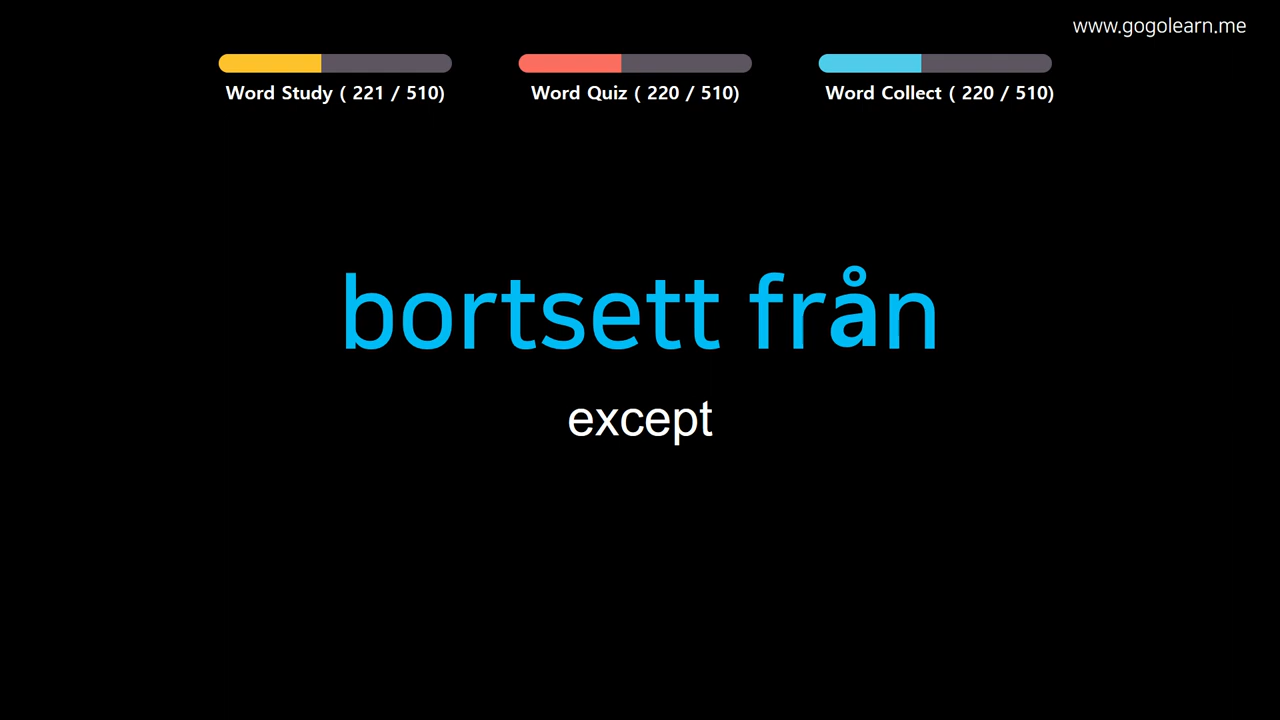 www.gogolearn.me
Word Study ( 221 / 510)
Word Quiz ( 220 / 510)
Word Collect ( 220 / 510)
bortsett från
except